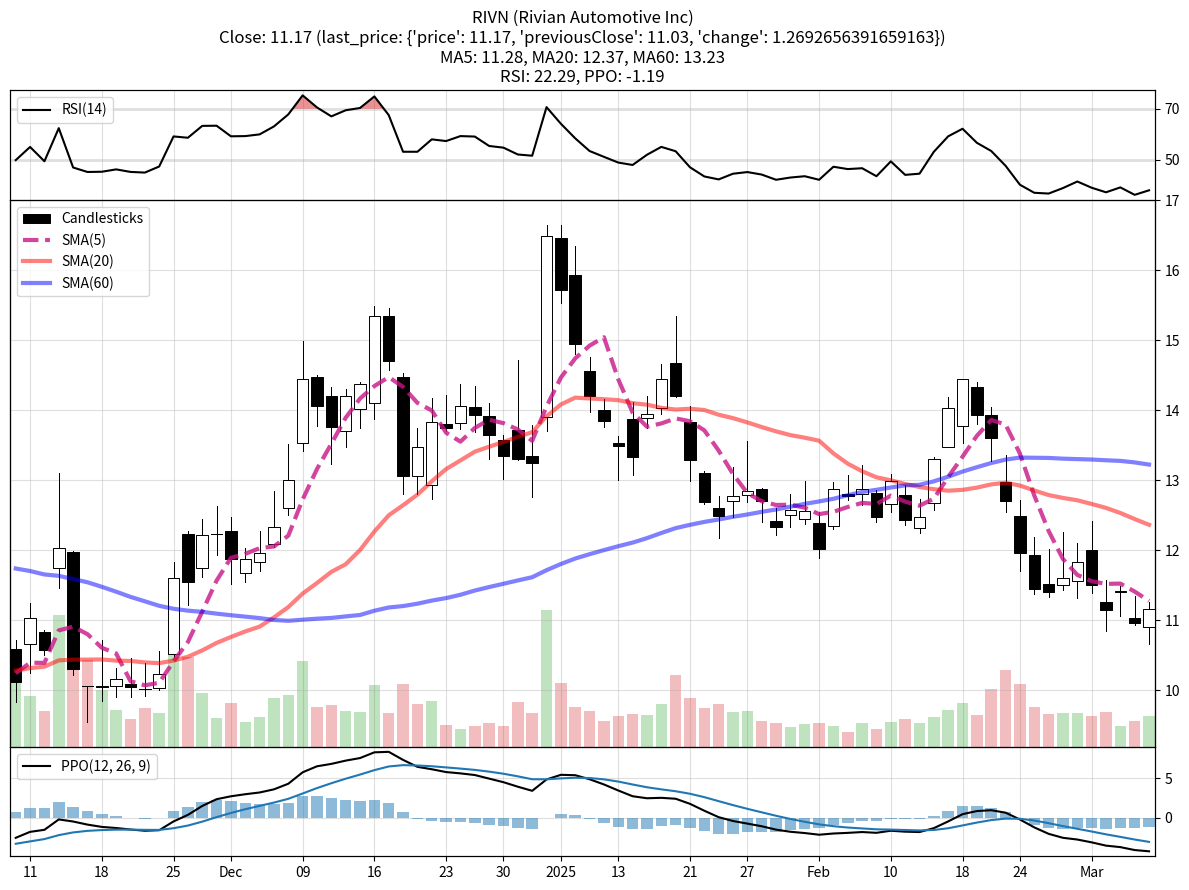 RIVN (Rivian Automotive Inc)
Close: 11.17 (last_price: {'price': 11.17, 'previousClose': 11.03, 'change': 1.2692656391659163})
MA5: 11.28, MA20: 12.37, MA60: 13.23
RSI: 22.29, PPO: -1.19
RSI(14)
70
50
17
Candlesticks
SMA(5)
SMA(20)
SMA(60)
16
15
14
13
12
11
10
PPO(12, 26, 9)
5
0
11 18 25 Dec 09 16 23 30 2025 13 21 27 Feb 10 18 24 Mar